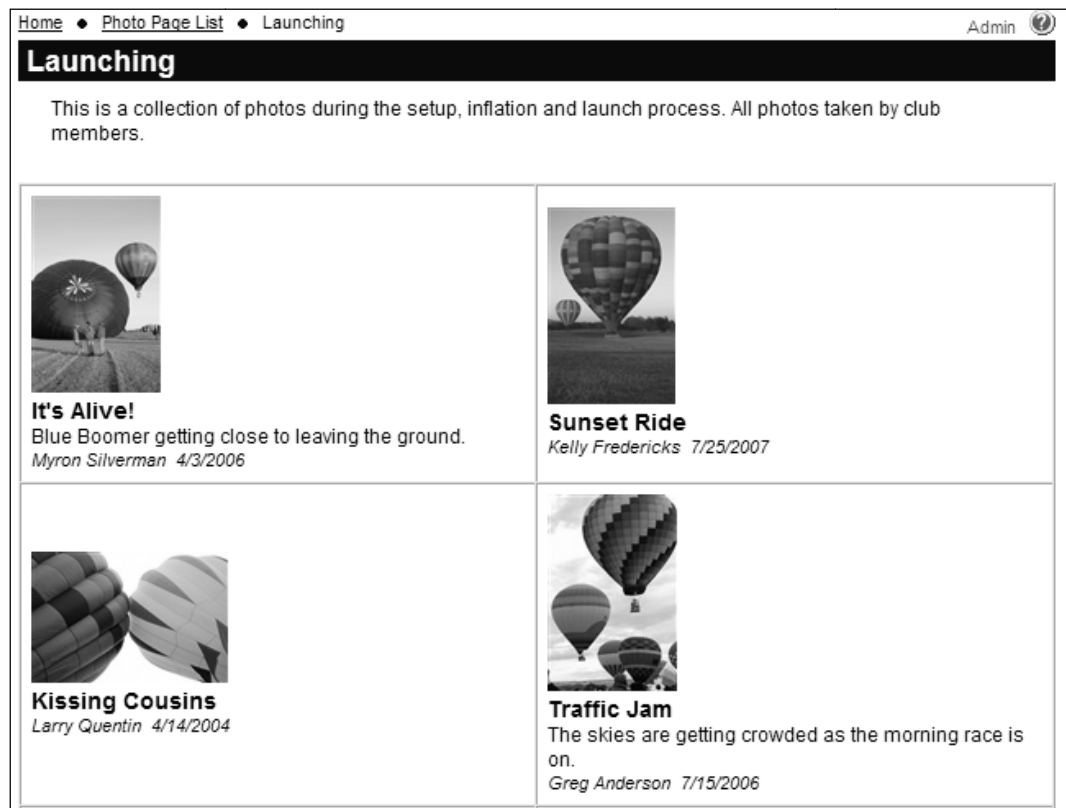 Home ● Photo Page List ● Launching
Admin ?
Launching
This is a collection of photos during the setup, inflation and launch process. All photos taken by club
members.
It's Alive!
Blue Boomer getting close to leaving the ground.
Myron Silverman 4/3/2006
Sunset Ride
Kelly Fredericks 7/25/2007
Kissing Cousins
Larry Quentin 4/14/2004
Traffic Jam
The skies are getting crowded as the morning race is
on.
Greg Anderson 7/15/2006